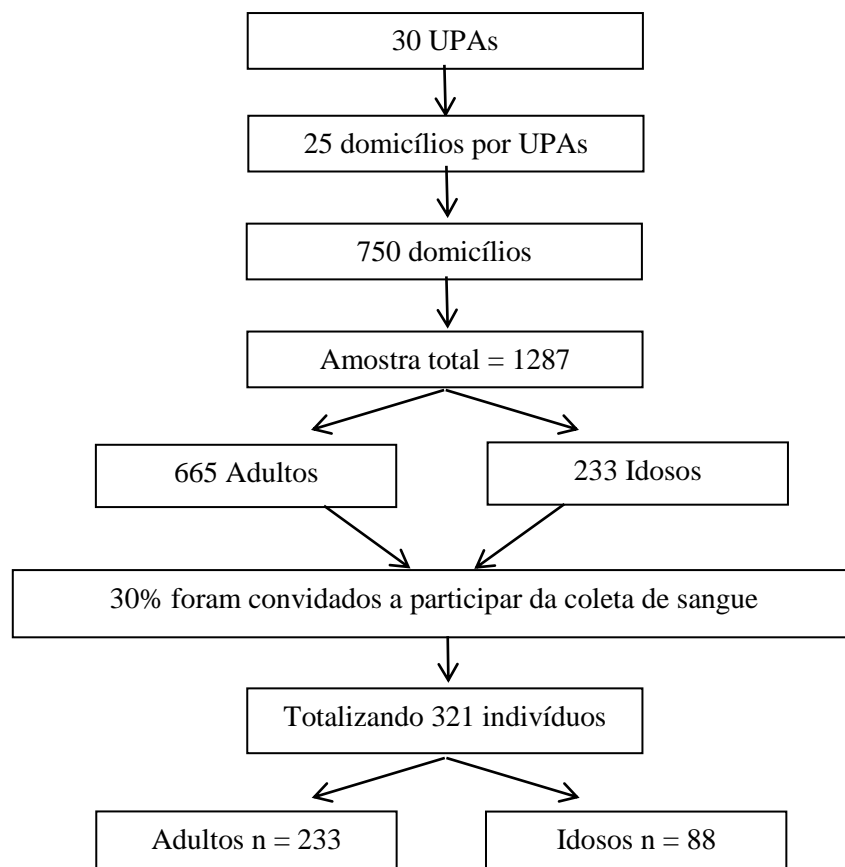 30 UPAs
25 domicílios por UPAs
750 domicílios
Amostra total = 1287
665 Adultos
233 Idosos
30% foram convidados a participar da coleta de sangue
Totalizando 321 indivíduos
Adultos n = 233
Idosos n = 88